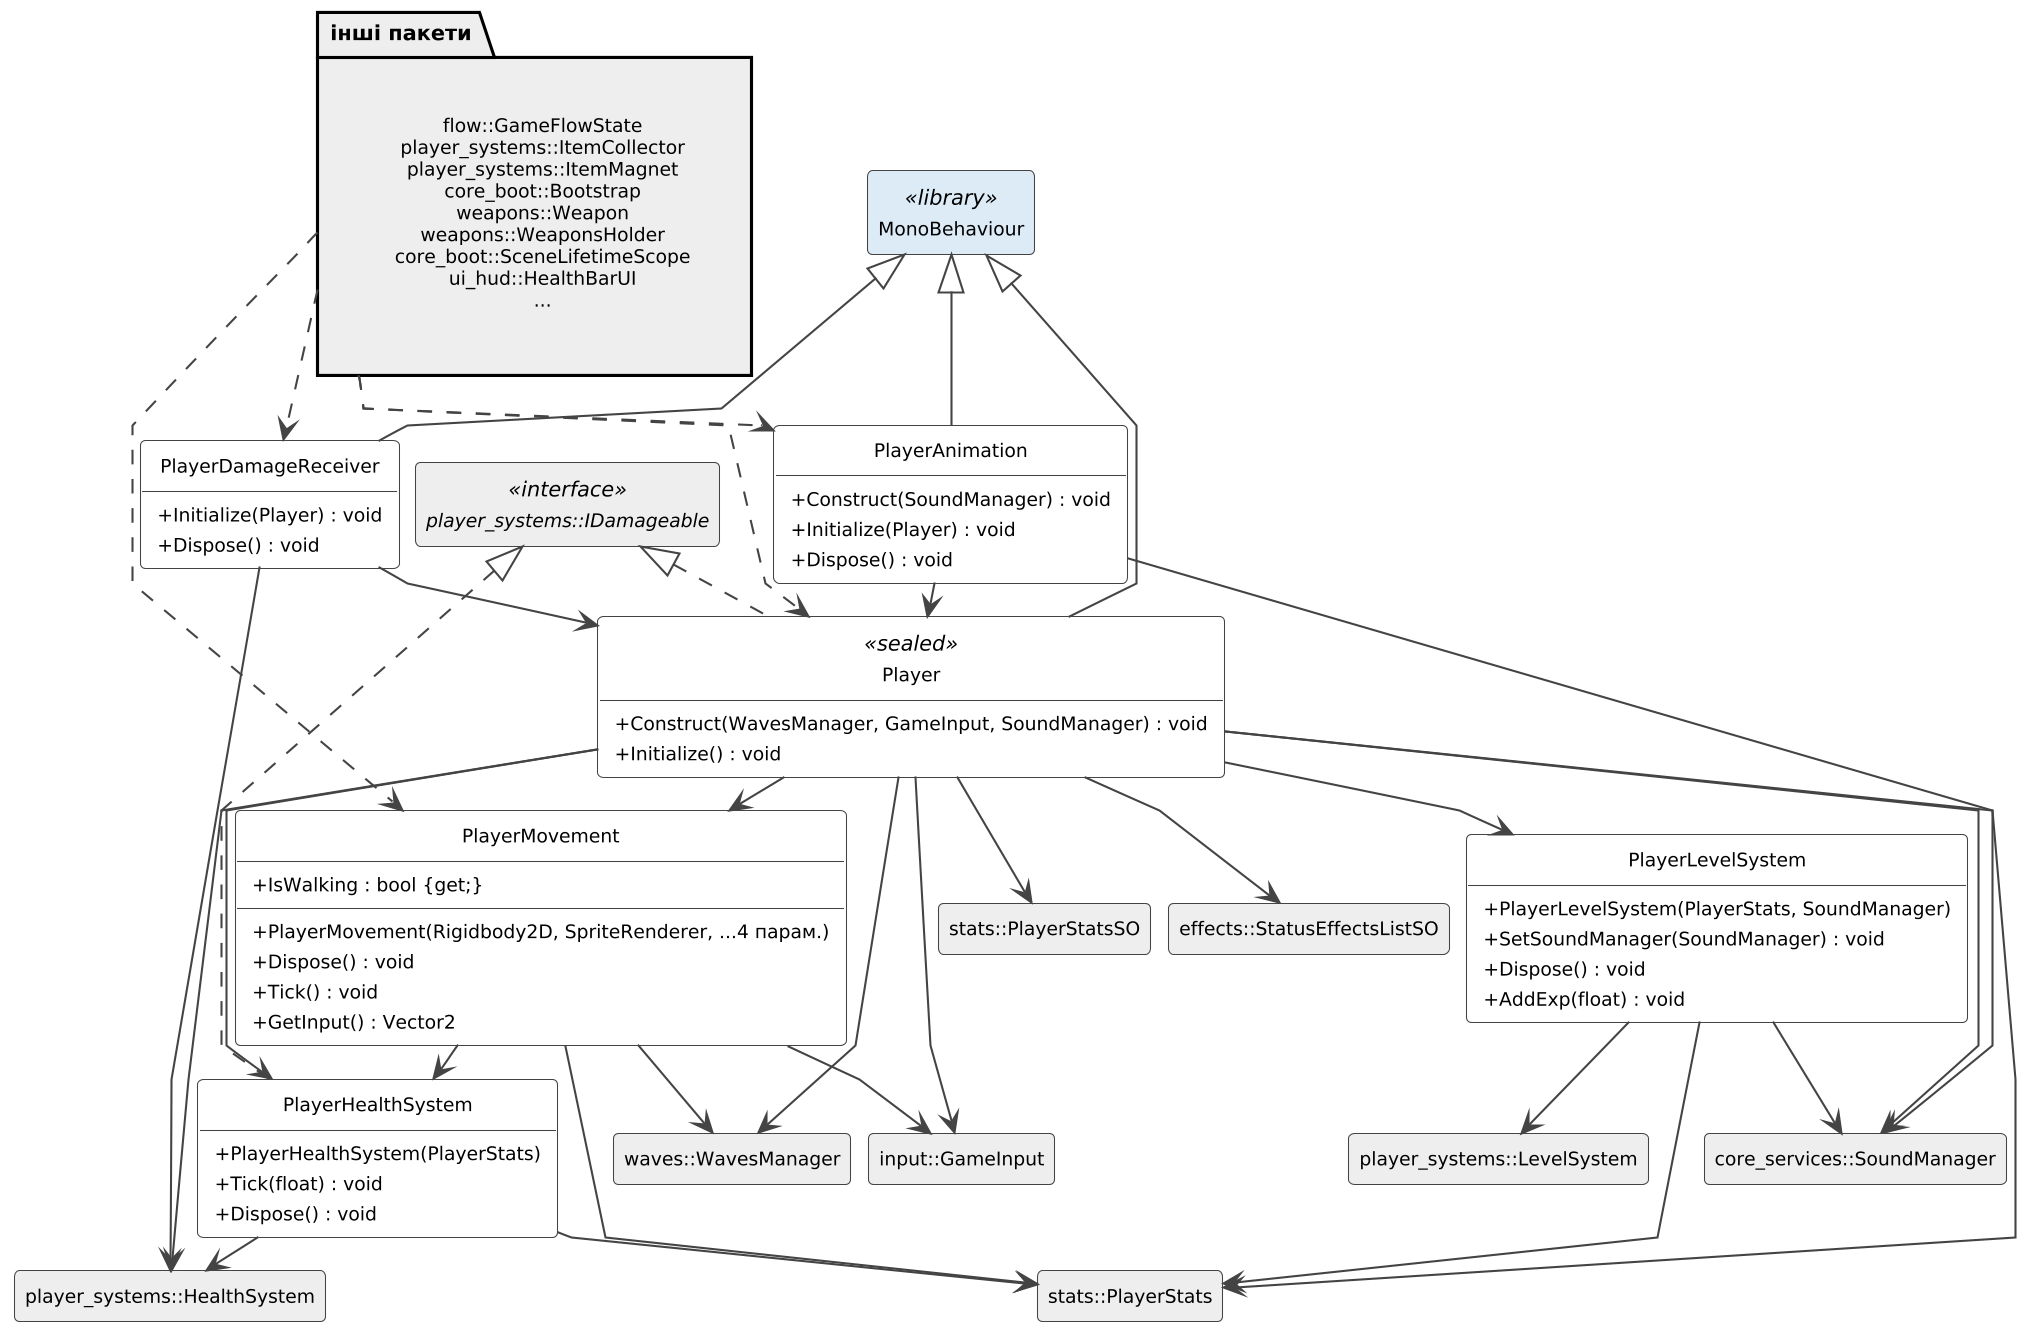 інші пакети
flow::GameFlowState
player_systems::ItemCollector
player_systems::ItemMagnet
core_boot::Bootstrap
weapons::Weapon
weapons::WeaponsHolder
core_boot::SceneLifetimeScope
ui_hud::HealthBarUI
...
«library»
MonoBehaviour
PlayerDamageReceiver
+Initialize(Player) : void
+Dispose() : void
«interface»
player_systems::IDamageable
PlayerAnimation
+Construct(SoundManager) : void
+Initialize(Player) : void
+Dispose() : void
«sealed»
Player
+Construct(WavesManager, GameInput, SoundManager) : void
+Initialize() : void
PlayerMovement
+IsWalking : bool {get;}
+PlayerMovement(Rigidbody2D, SpriteRenderer, ...4 парам.)
+Dispose() : void
+Tick() : void
+GetInput() : Vector2
stats::PlayerStatsSO
effects::StatusEffectsListSO
PlayerLevelSystem
+PlayerLevelSystem(PlayerStats, SoundManager)
+SetSoundManager(SoundManager) : void
+Dispose() : void
+AddExp(float) : void
PlayerHealthSystem
+PlayerHealthSystem(PlayerStats)
+Tick(float) : void
+Dispose() : void
waves::WavesManager
input::GameInput
player_systems::LevelSystem
core_services::SoundManager
player_systems::HealthSystem
stats::PlayerStats